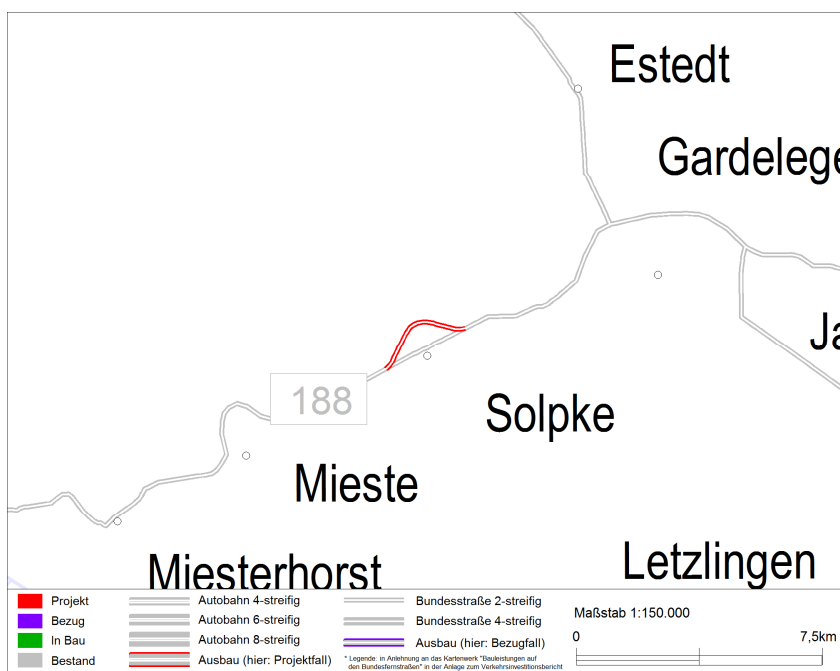 Estedt
Gardelege
Ja
188
Solpke
Mieste
Letzlingen
Miesterhorst
Projekt
Bezug
In Bau
Bestand
Autobahn 4-streifig
Autobahn 6-streifig
Autobahn 8-streifig
Ausbau (hier: Projektfall)
Bundesstraße 2-streifig
Bundesstraße 4-streifig
Ausbau (hier: Bezugfall)
* Legende: in Anlehnung an das Kartenwerk "Bauleistungen auf
den Bundesfernstraßen" in der Anlage zum Verkehrsinvestitionsbericht
Maßstab 1:150.000
0 7,5km